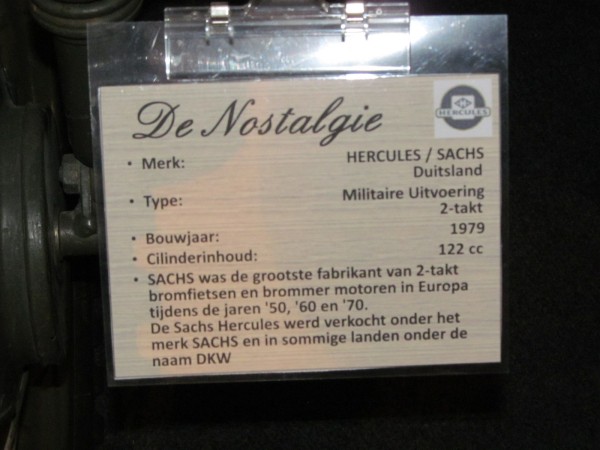 De Nostalgie
HERCULES
• Merk: HERCULES / SACHS
Duitsland
• Type: Militaire Uitvoering
2-takt
• Bouwjaar: 1979
• Cilinderinhoud: 122 cc
• SACHS was de grootste fabrikant van 2-takt
bromfietsen en brommer motoren in Europa
tijdens de jaren '50, '60 en '70.
De Sachs Hercules werd verkocht onder het
merk SACHS en in sommige landen onder de
naam DKW